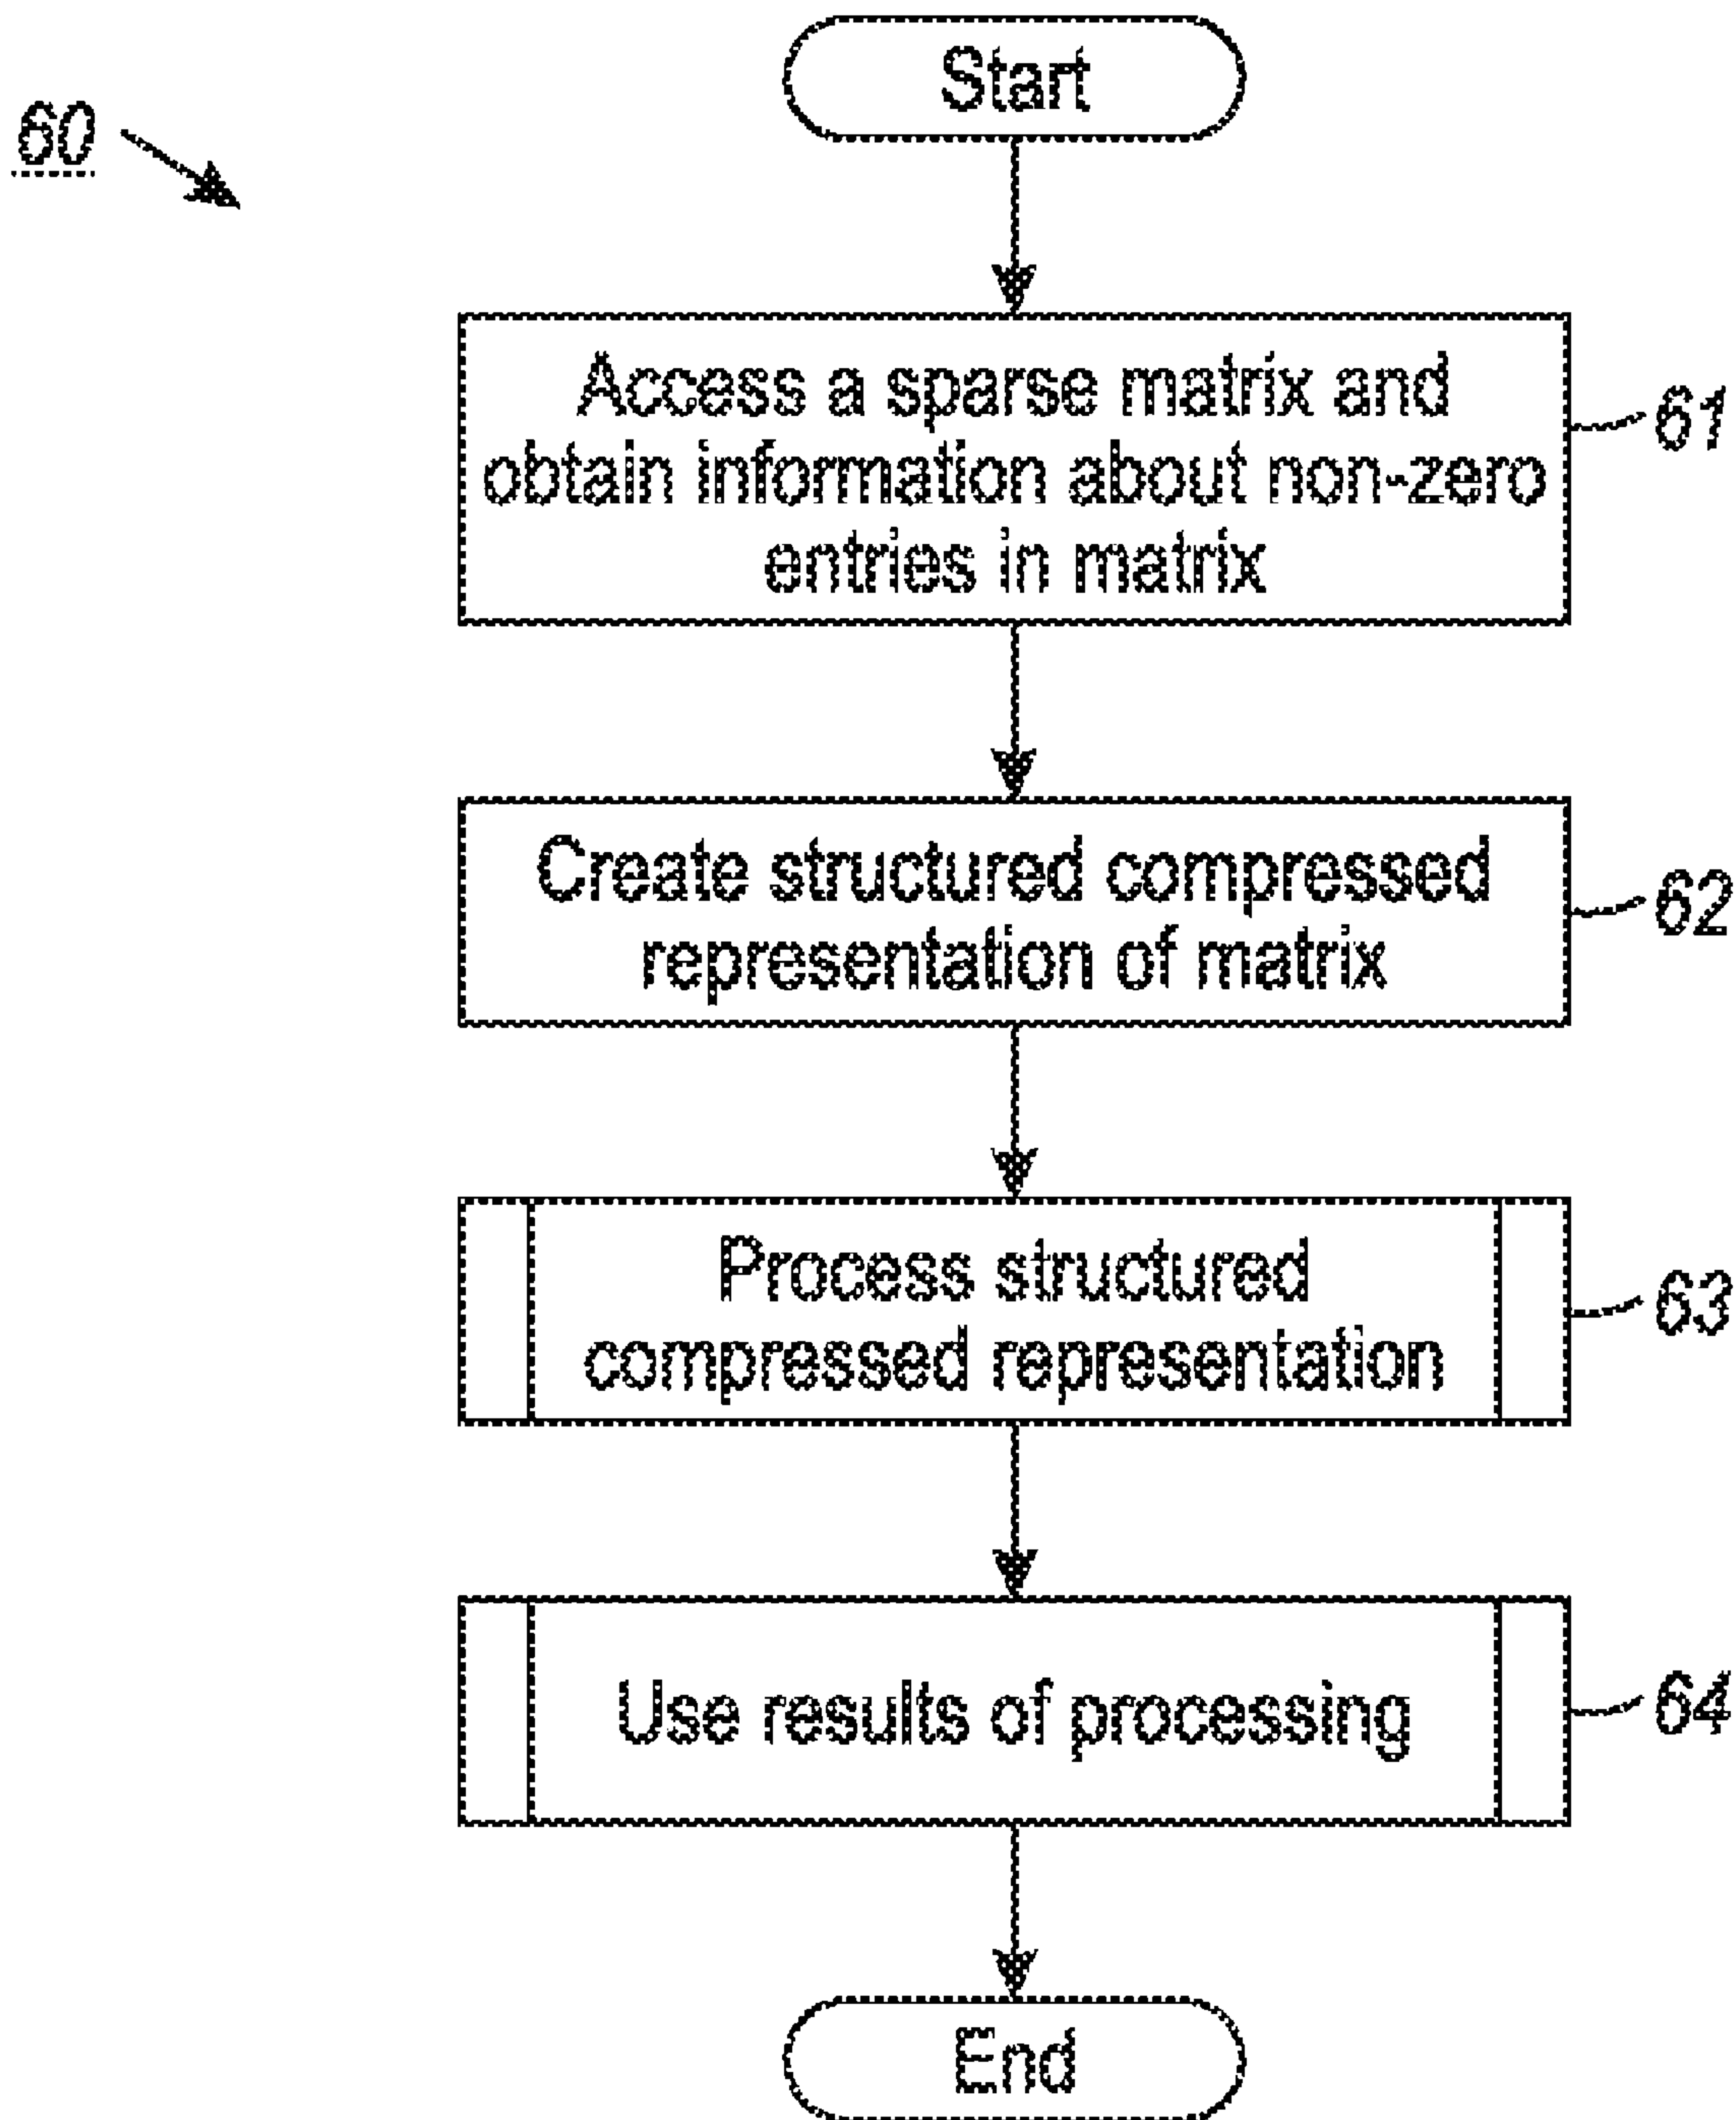 Start
60
Access a sparse matrix and
obtain information about non-zero
entries in matrix
61
Create structured compressed
representation of matrix
62
Process structured
compressed representation
63
Use results of processing
64
End